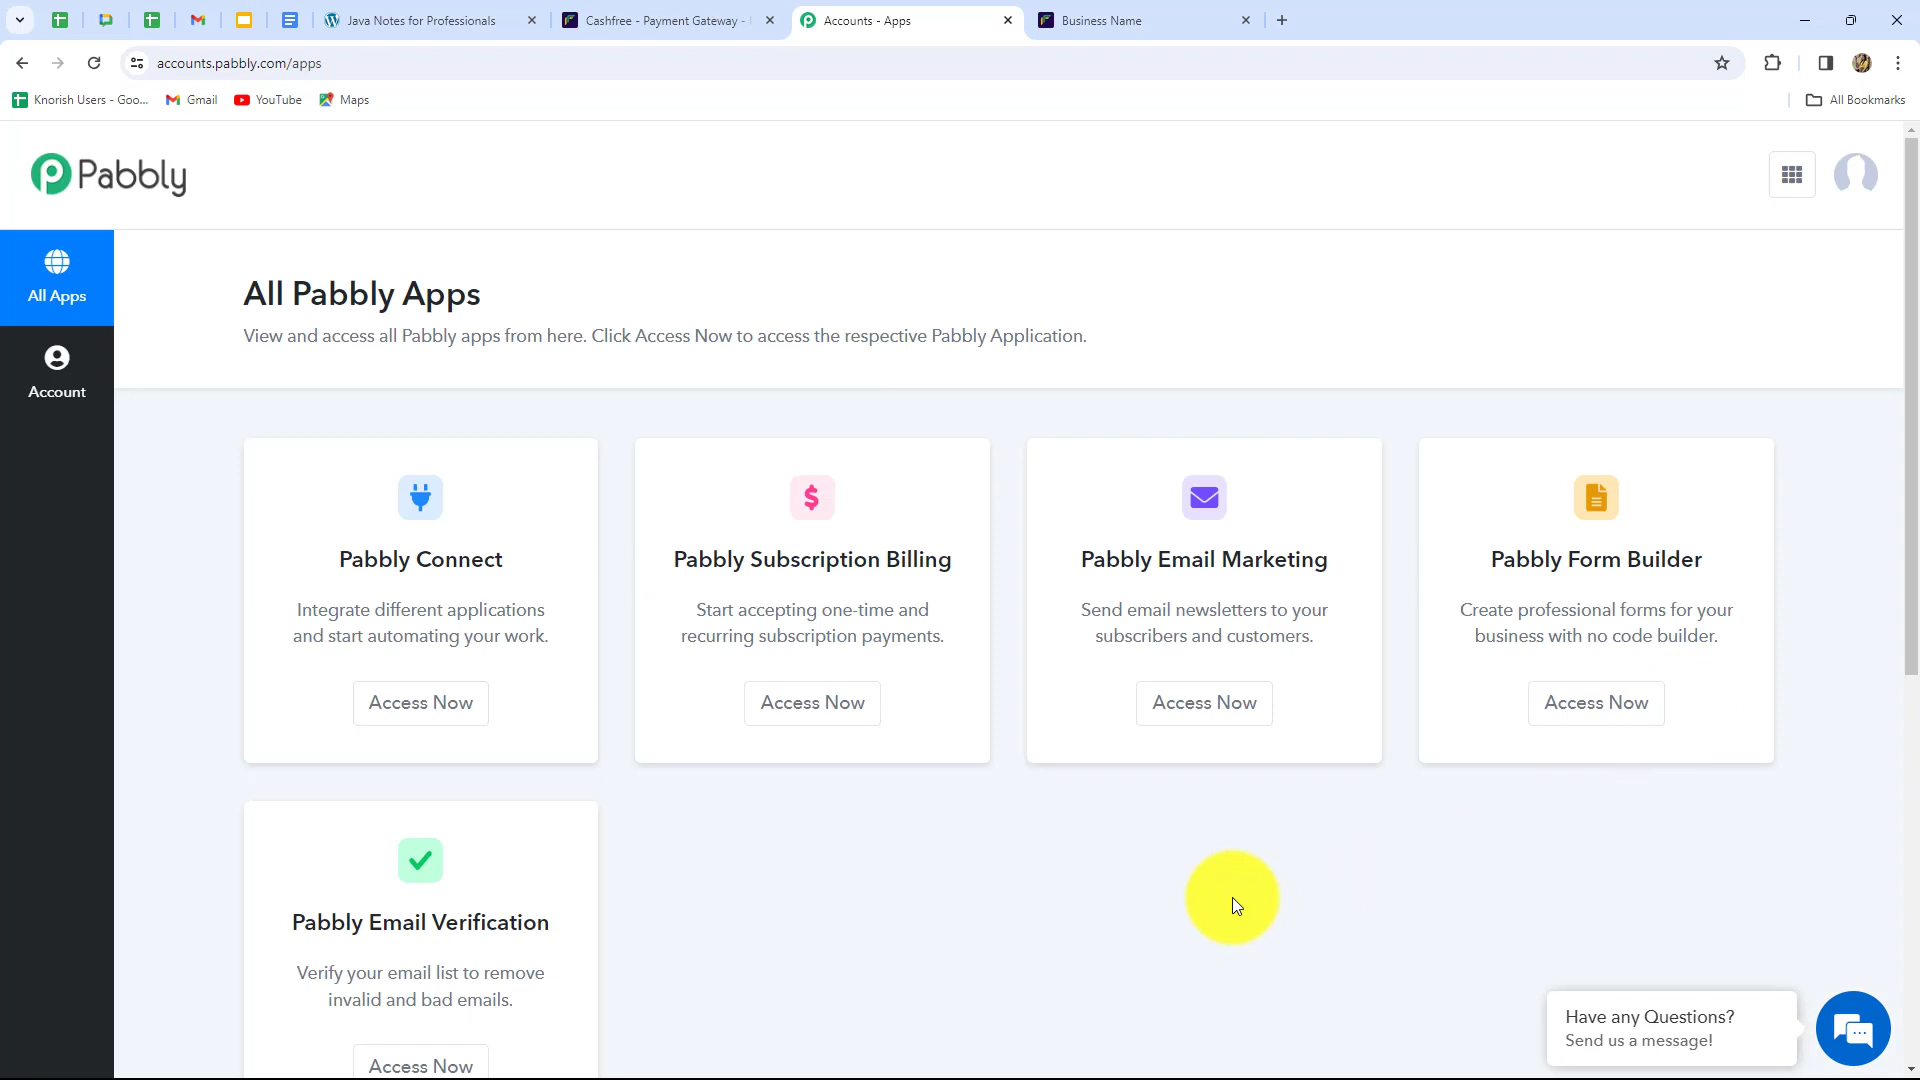 Java Notes for Professionals
Cashfree - Payment Gateway -
Accounts - Apps
Business Name
accounts.pabbly.com/apps
Knorish Users - Goo...
Gmail
YouTube
Maps
All Bookmarks
Pabbly
All Apps
Account
All Pabbly Apps
View and access all Pabbly apps from here. Click Access Now to access the respective Pabbly Application.
Pabbly Connect
Integrate different applications
and start automating your work.
Access Now
Pabbly Subscription Billing
Start accepting one-time and
recurring subscription payments.
Access Now
Pabbly Email Marketing
Send email newsletters to your
subscribers and customers.
Access Now
Pabbly Form Builder
Create professional forms for your
business with no code builder.
Access Now
Pabbly Email Verification
Verify your email list to remove
invalid and bad emails.
Access Now
Have any Questions?
Send us a message!